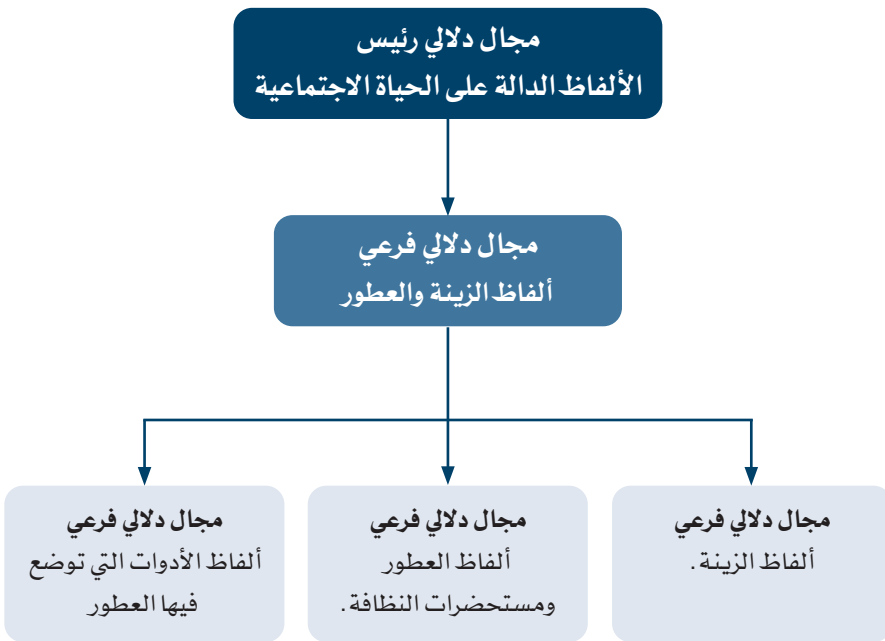 مجال دلالي رئيس
الألفاظ الدالة على الحياة الاجتماعية
مجال دلالي فرعي
ألفاظ الزينة والعطور
مجال دلالي فرعي
ألفاظ الزينة.
مجال دلالي فرعي
ألفاظ العطور
ومستحضرات النظافة.
مجال دلالي فرعي
ألفاظ الأدوات التي توضع
فيها العطور